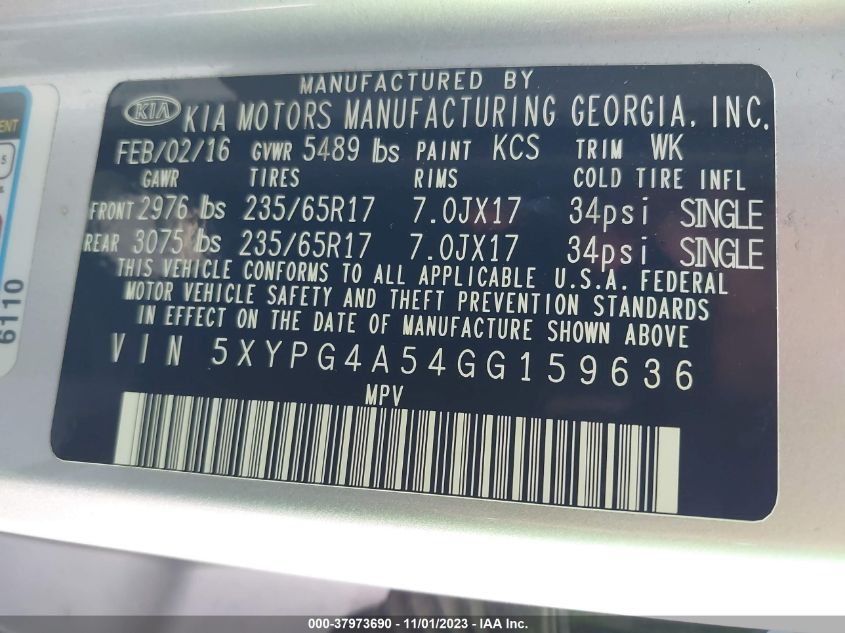 MANUFACTURED BY
KIA KIA MOTORS MANUFACTURING GEORGIA, INC.
FEB/02/16 GVWR 5489 lbs PAINT KCS TRIM WK
GAWR TIRES RIMS COLD TIRE INFL
FRONT 2976 lbs 235/65R17 7.0JX17 34psi SINGLE
REAR 3075 lbs 235/65R17 7.0JX17 34psi SINGLE
THIS VEHICLE CONFORMS TO ALL APPLICABLE U.S.A. FEDERAL
MOTOR VEHICLE SAFETY AND THEFT PREVENTION STANDARDS
IN EFFECT ON THE DATE OF MANUFACTURE SHOWN ABOVE
VIN 5XYPG4A54GG159636
MPV
6110
000-37973690 - 11/01/2023 - IAA Inc.